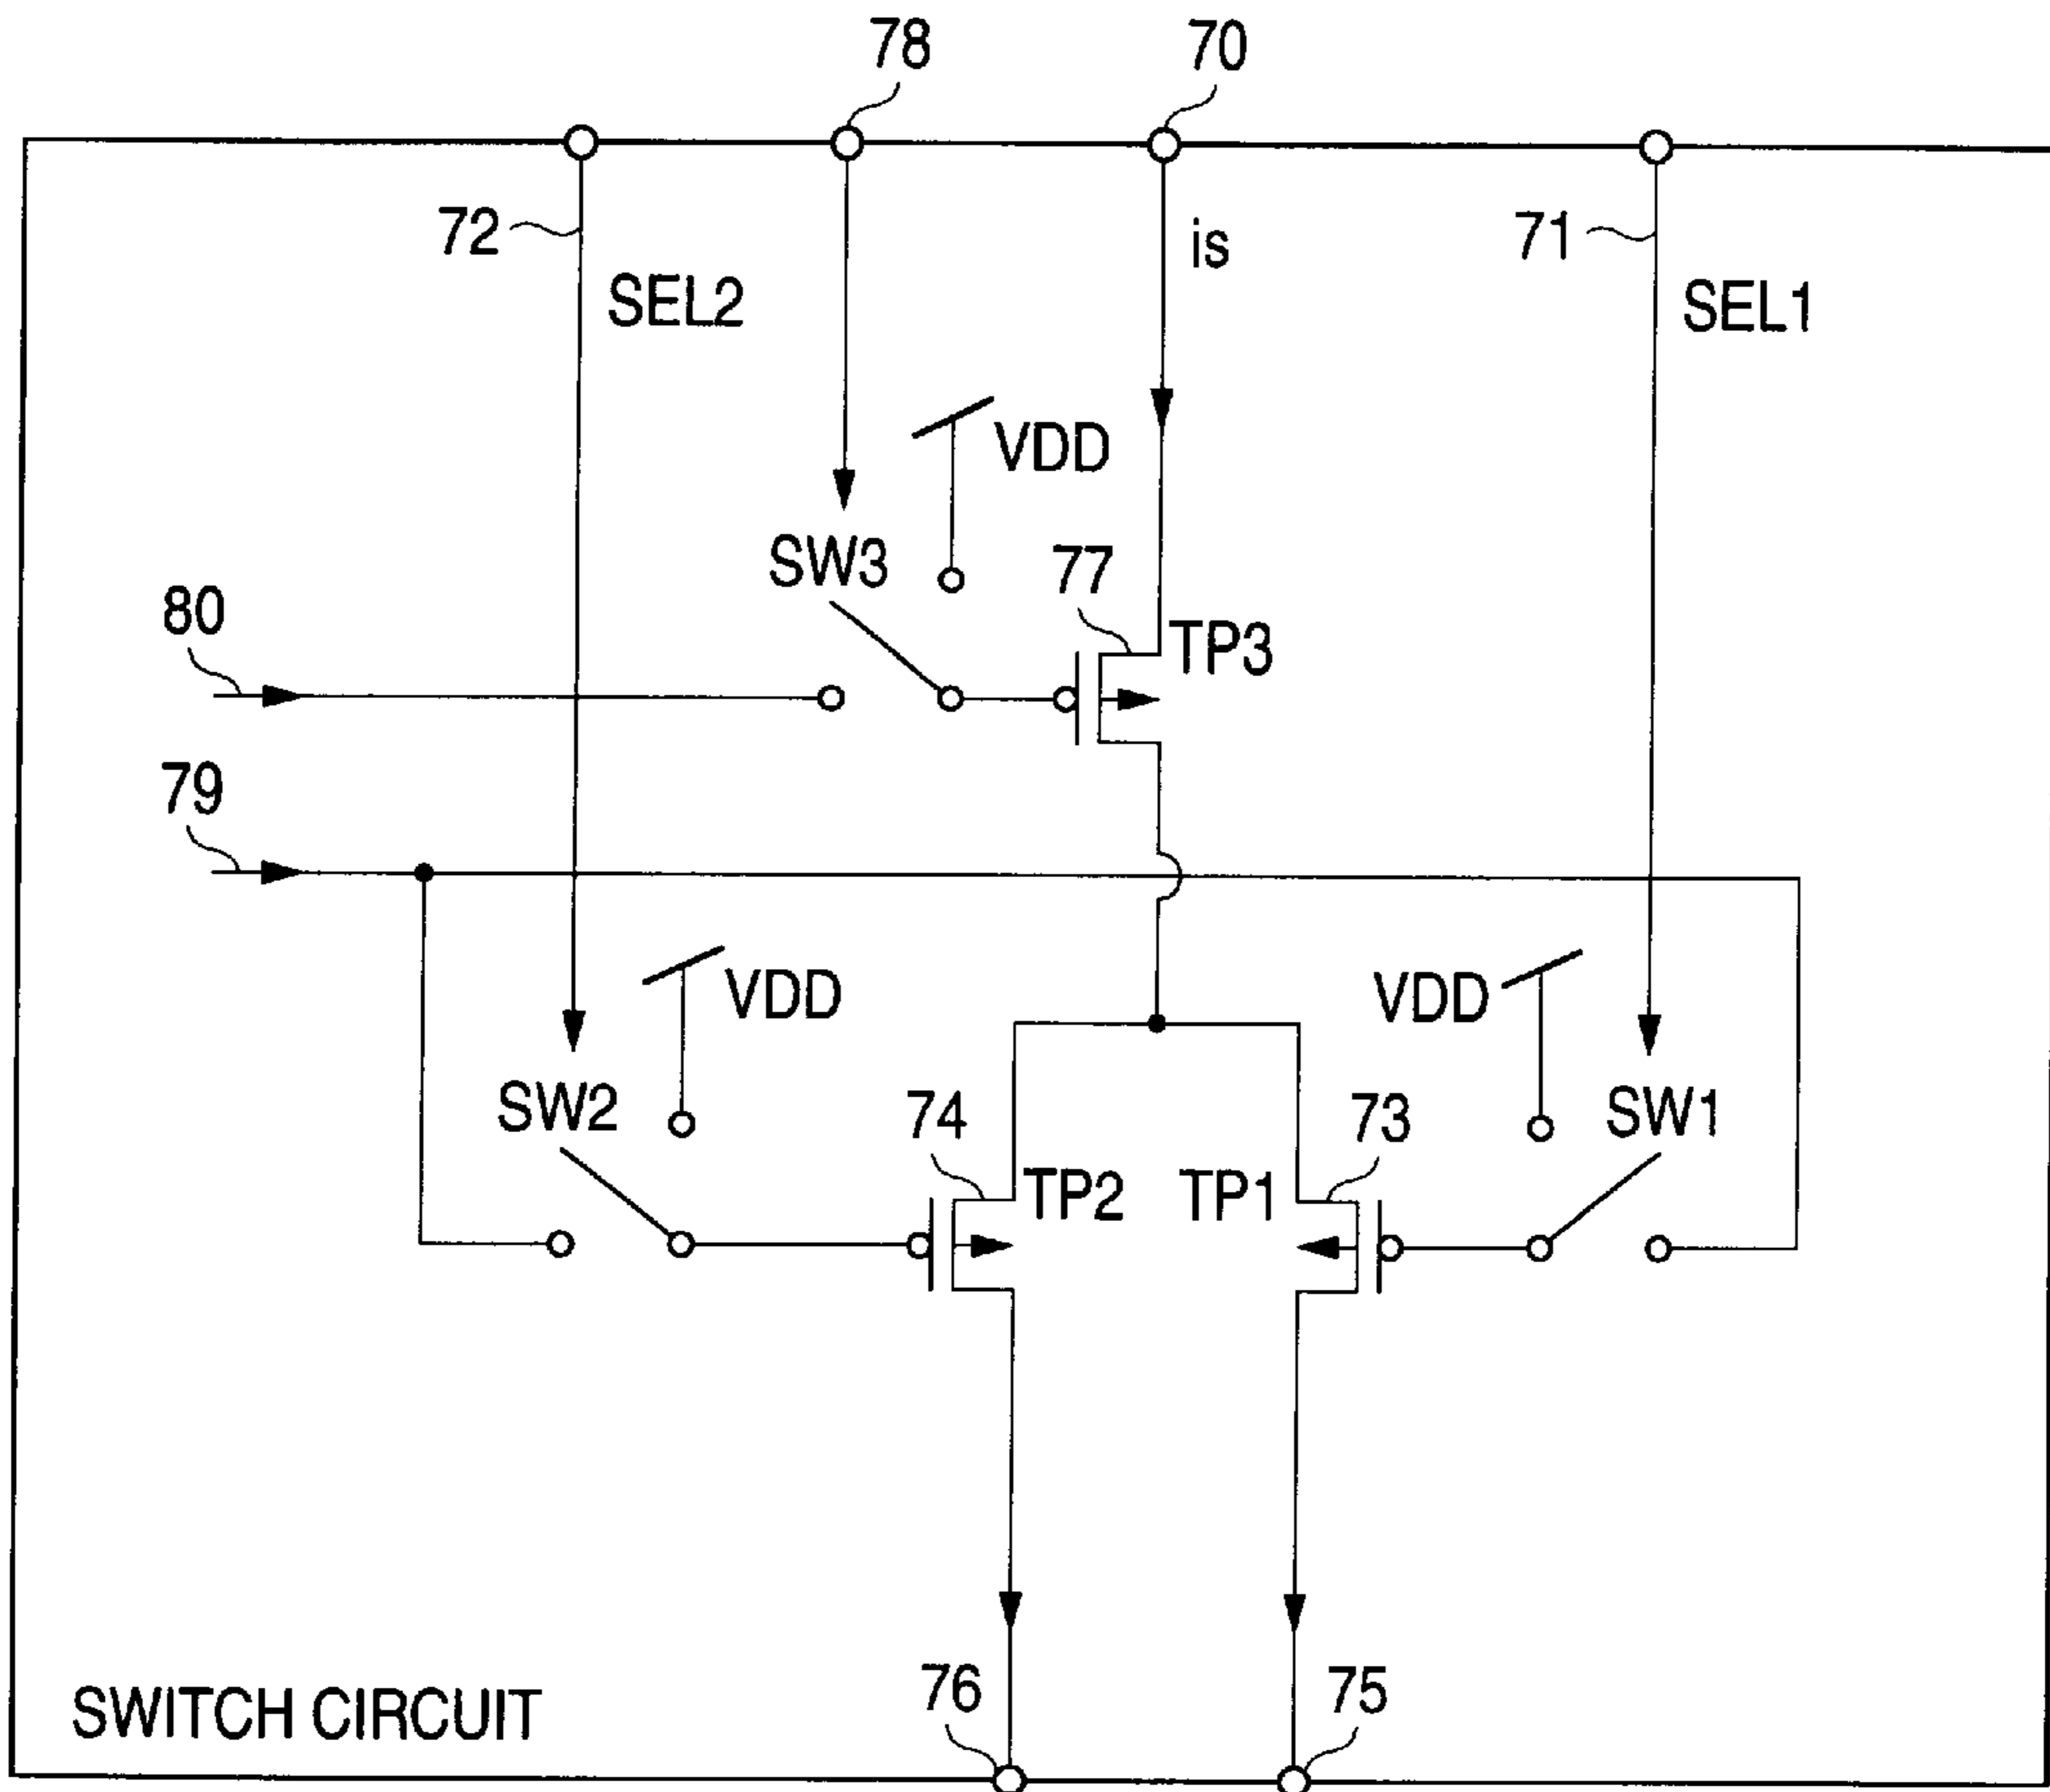 78
70
72
is
71
SEL2
SEL1
VDD
SW3
77
80
TP3
79
VDD
VDD
SW2
74
73
SW1
TP2
TP1
76
75
SWITCH CIRCUIT